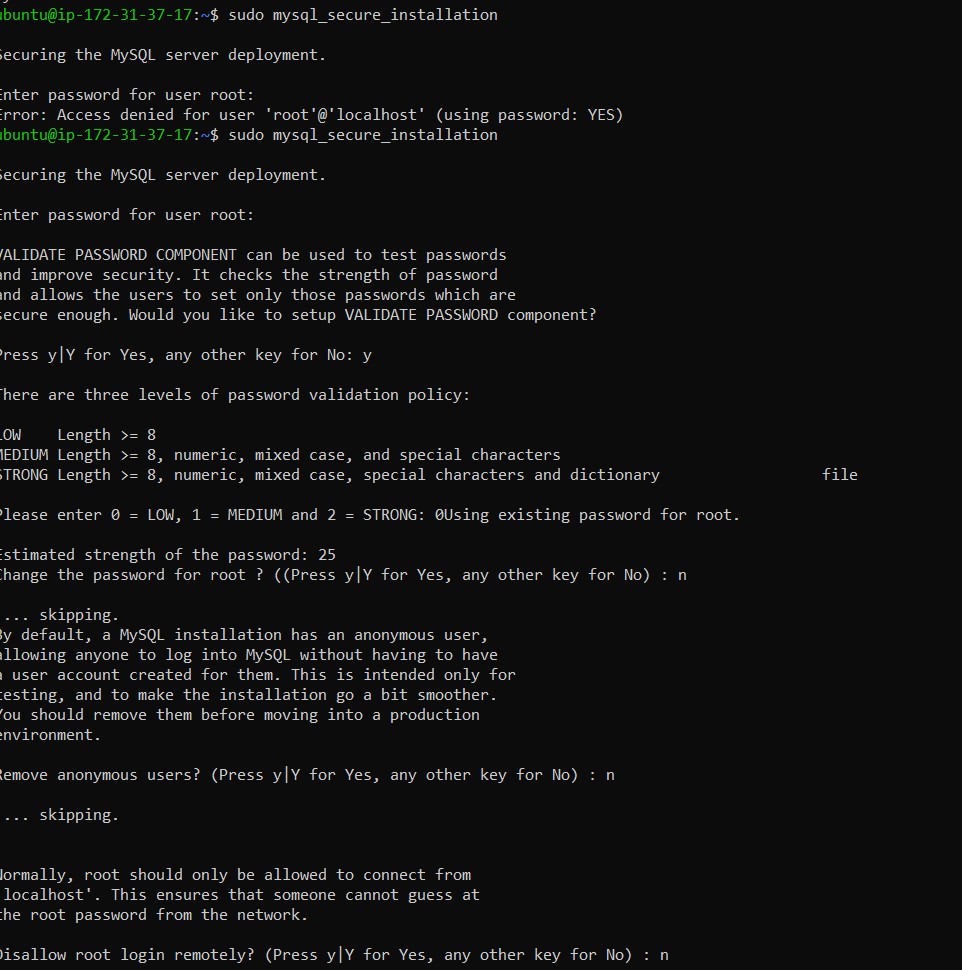 ubuntu@ip-172-31-37-17:~$ sudo mysql_secure_installation
Securing the MySQL server deployment.
Enter password for user root:
Error: Access denied for user 'root'@'localhost' (using password: YES)
ubuntu@ip-172-31-37-17:~$ sudo mysql_secure_installation
Securing the MySQL server deployment.
Enter password for user root:
VALIDATE PASSWORD COMPONENT can be used to test passwords
and improve security. It checks the strength of password
and allows the users to set only those passwords which are
secure enough. Would you like to setup VALIDATE PASSWORD component?
Press y|Y for Yes, any other key for No: y
There are three levels of password validation policy:
LOW    Length >= 8
MEDIUM Length >= 8, numeric, mixed case, and special characters
STRONG Length >= 8, numeric, mixed case, special characters and dictionary                  file
Please enter 0 = LOW, 1 = MEDIUM and 2 = STRONG: 0Using existing password for root.
Estimated strength of the password: 25
Change the password for root ? ((Press y|Y for Yes, any other key for No) : n
... skipping.
By default, a MySQL installation has an anonymous user,
allowing anyone to log into MySQL without having to have
a user account created for them. This is intended only for
testing, and to make the installation go a bit smoother.
You should remove them before moving into a production
environment.
Remove anonymous users? (Press y|Y for Yes, any other key for No) : n
... skipping.
Normally, root should only be allowed to connect from
'localhost'. This ensures that someone cannot guess at
the root password from the network.
Disallow root login remotely? (Press y|Y for Yes, any other key for No) : n